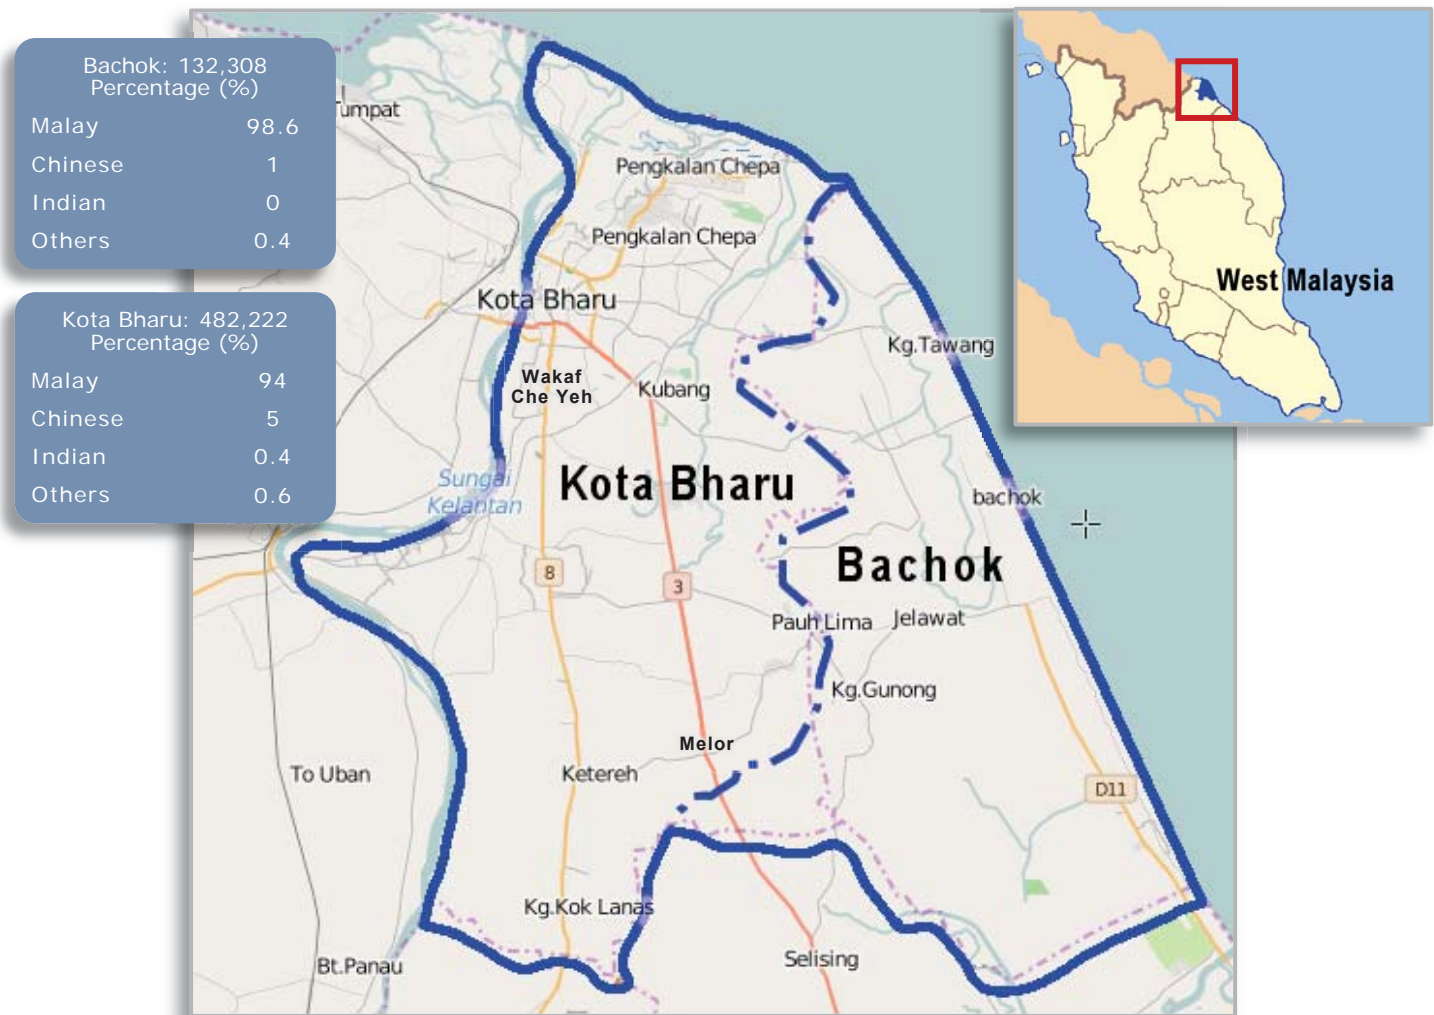 Bachok: 132,308
Percentage (%)
Malay 98.6
Chinese 1
Indian 0
Others 0.4
Kota Bharu: 482,222
Percentage (%)
Malay 94
Chinese 5
Indian 0.4
Others 0.6
Tumpat
Pengkalan Chepa
Pengkalan Chepa
Kota Bharu
Kg.Tawang
Wakaf
Che Yeh
Kubang
Sungai
Kelantan
Kota Bharu
bachok
Bachok
8
3
Pauh Lima
Jelawat
Kg.Gunong
Melor
To Uban
Ketereh
D11
Kg.Kok Lanas
Bt.Panau
Selising
West Malaysia